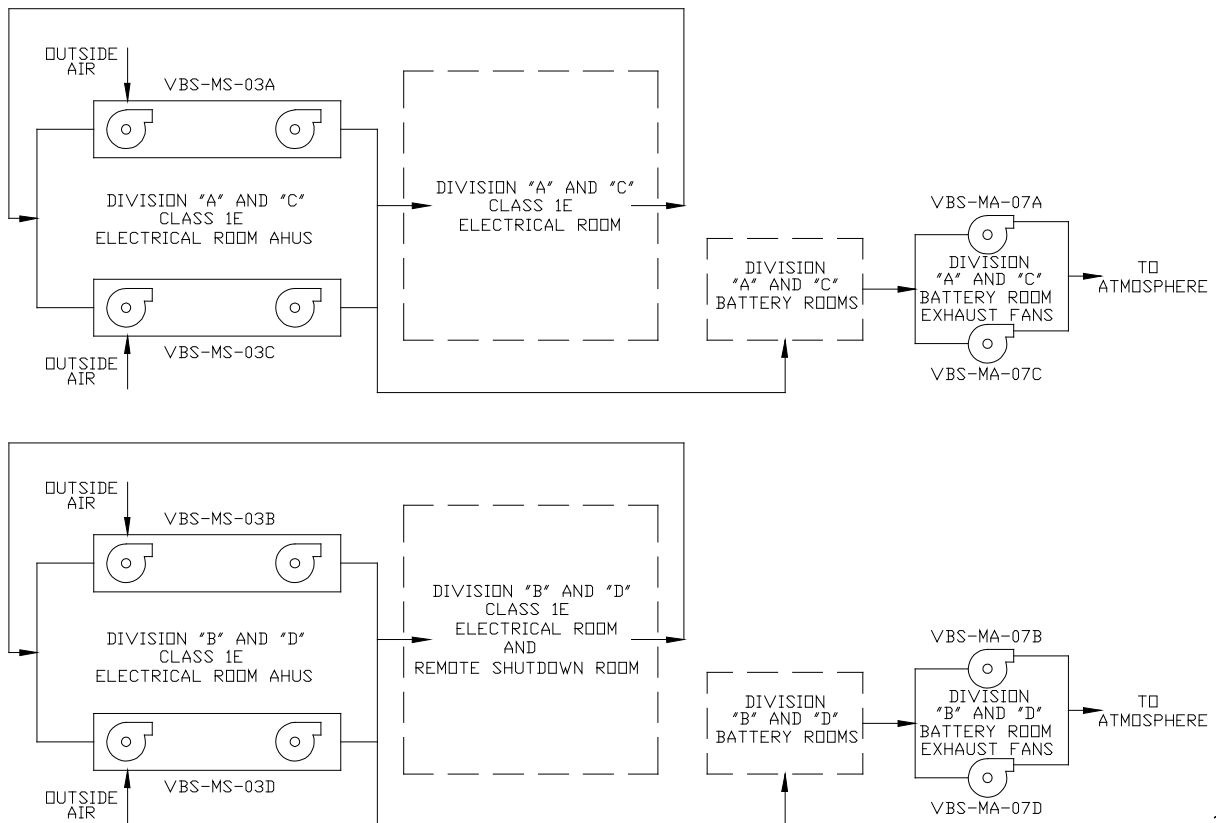 OUTSIDE
AIR
VBS-MS-03A
DIVISION "A" AND "C"
CLASS 1E
ELECTRICAL ROOM AHUS
VBS-MS-03C
OUTSIDE
AIR
DIVISION "A" AND "C"
CLASS 1E
ELECTRICAL ROOM
DIVISION
"A" AND "C"
BATTERY ROOMS
VBS-MA-07A
DIVISION
"A" AND "C"
BATTERY ROOM
EXHAUST FANS
VBS-MA-07C
TO
ATMOSPHERE
OUTSIDE
AIR
VBS-MS-03B
DIVISION "B" AND "D"
CLASS 1E
ELECTRICAL ROOM AHUS
VBS-MS-03D
OUTSIDE
AIR
DIVISION "B" AND "D"
CLASS 1E
ELECTRICAL ROOM
AND
REMOTE SHUTDOWN ROOM
DIVISION
"B" AND "D"
BATTERY ROOMS
VBS-MA-07B
DIVISION
"B" AND "D"
BATTERY ROOM
EXHAUST FANS
VBS-MA-07D
TO
ATMOSPHERE